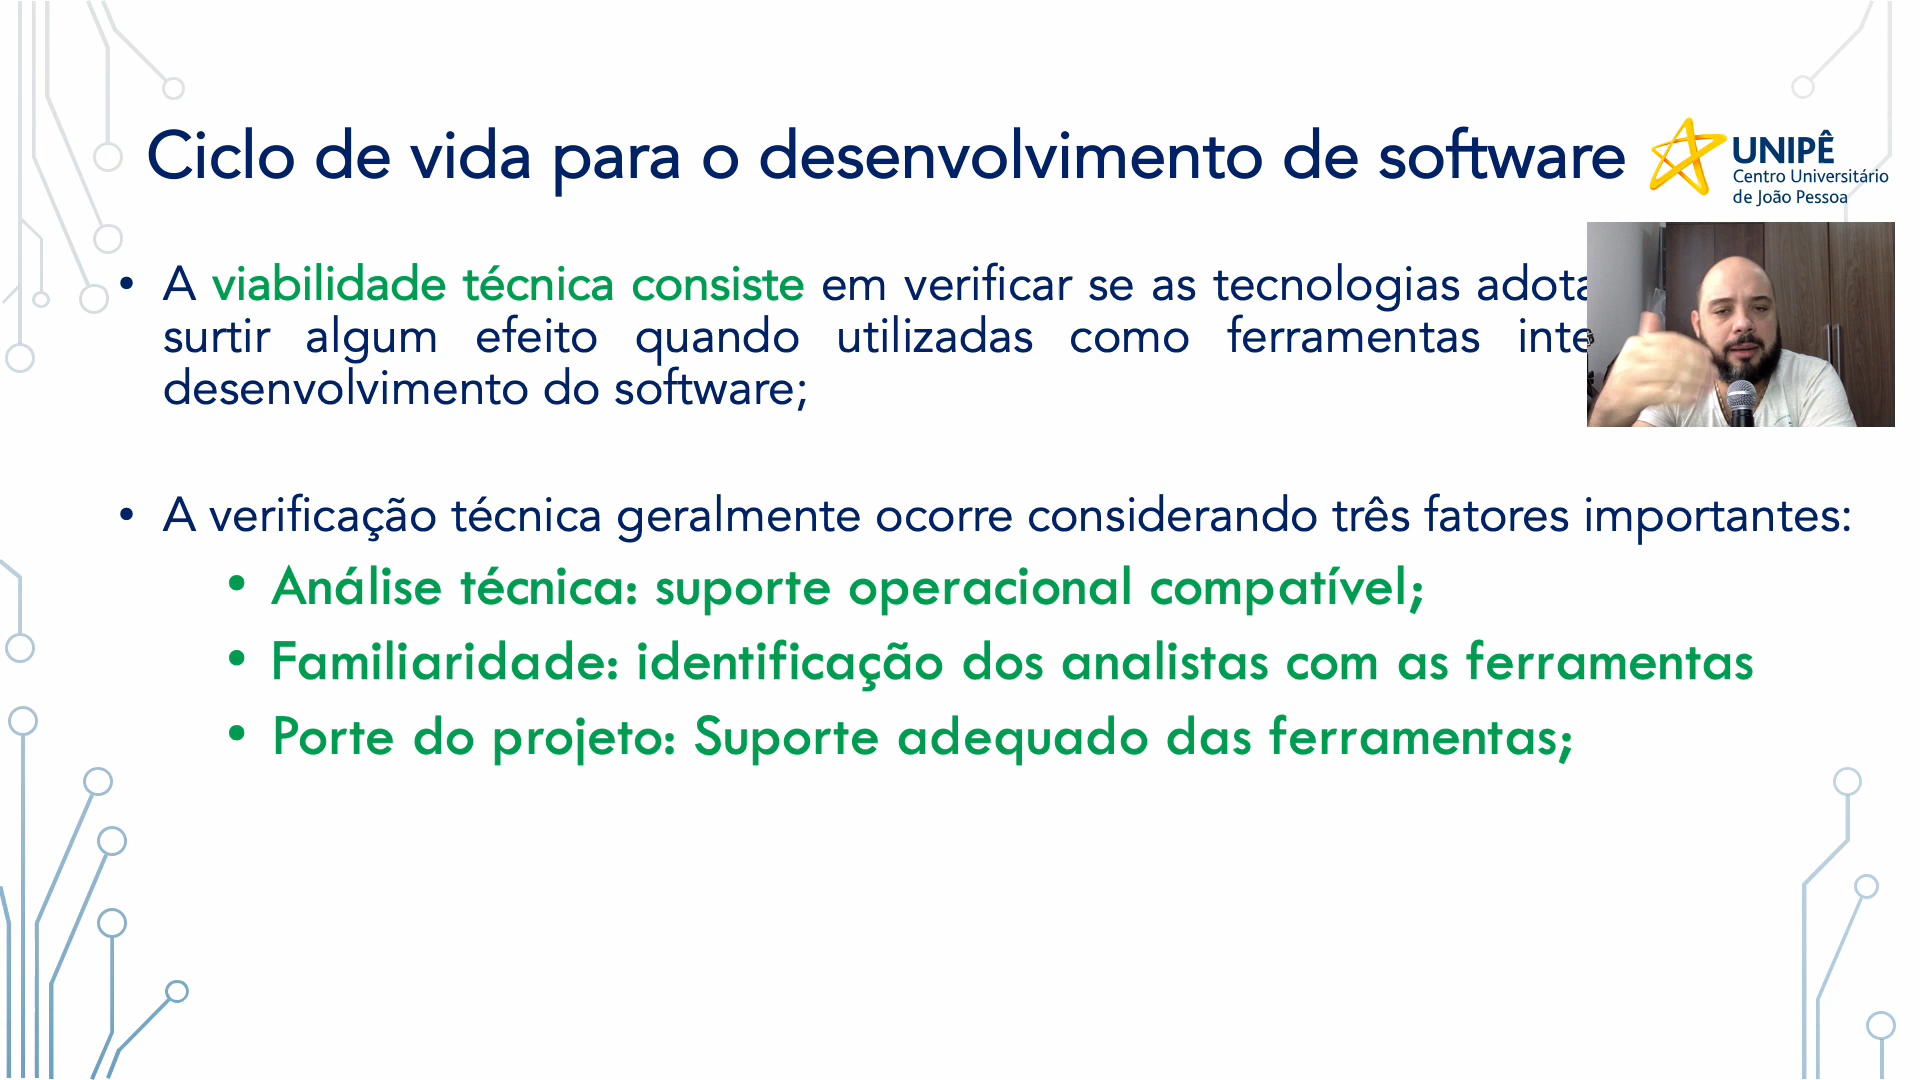 Ciclo de vida para o desenvolvimento de software
UNIPÊ
Centro Universitário
de João Pessoa
• A viabilidade técnica consiste em verificar se as tecnologias
surtir algum efeito quando utilizadas como ferramentas
desenvolvimento do software;
• A verificação técnica geralmente ocorre considerando três fatores importantes:
• Análise técnica: suporte operacional compatível;
• Familiaridade: identificação dos analistas com as ferramentas
• Porte do projeto: Suporte adequado das ferramentas;